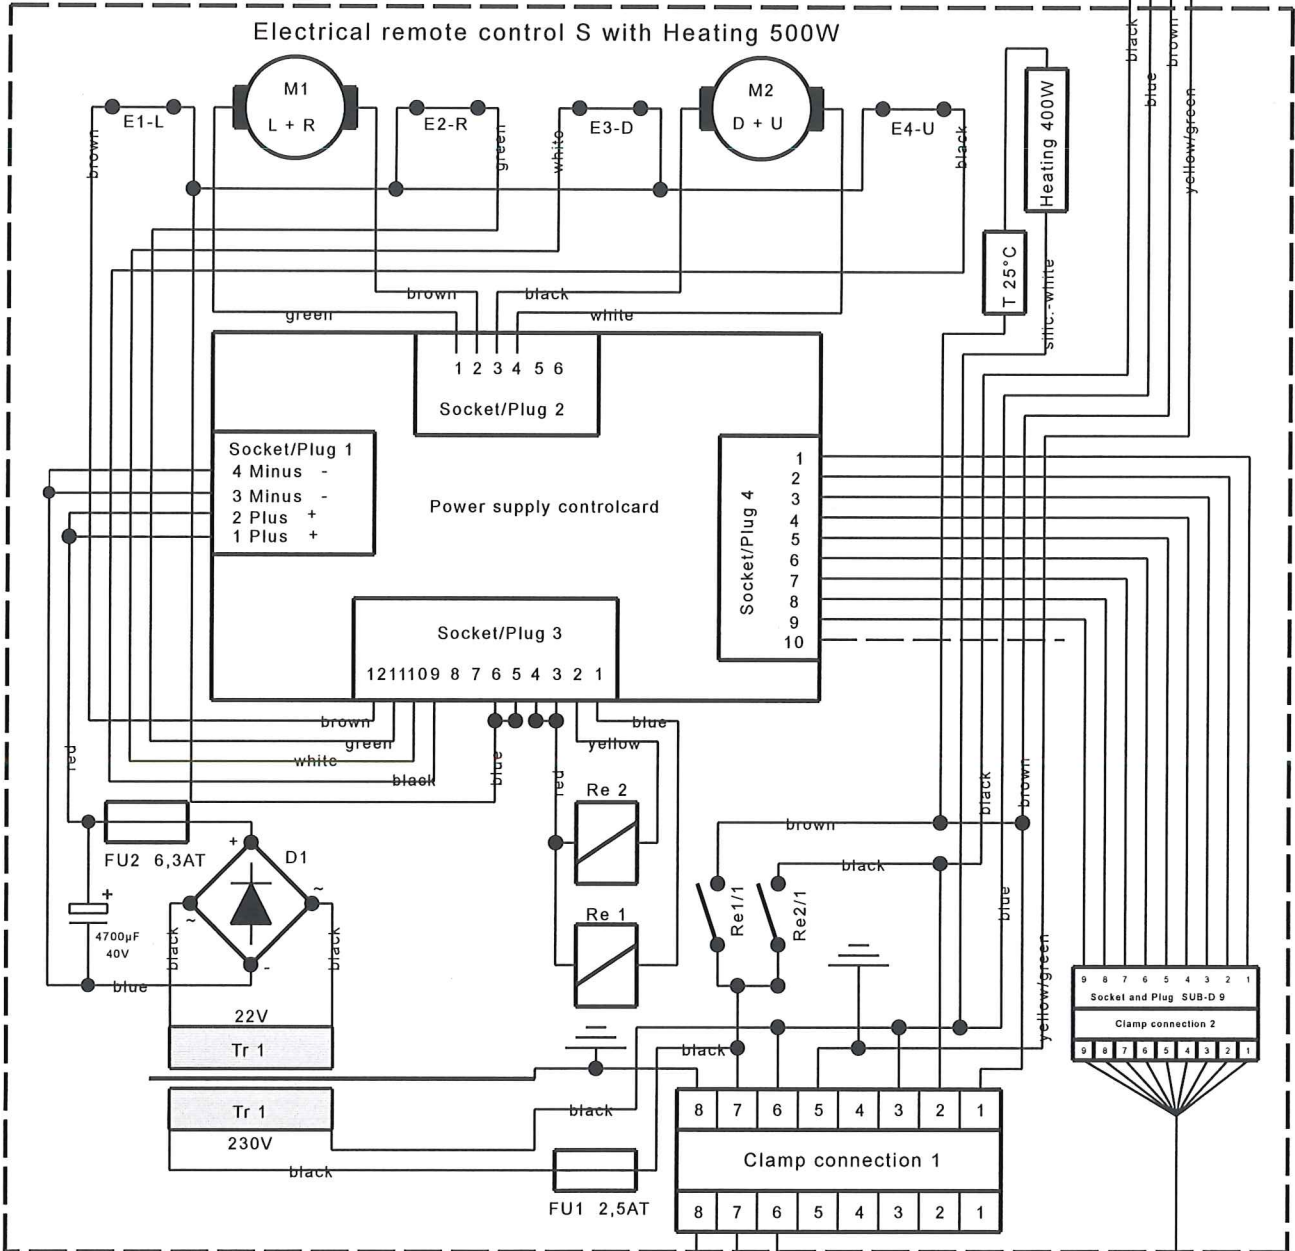 Electrical remote control S with Heating 500W
black
blue
brown
yellow/green
M1
L + R
M2
D + U
E1-L
E2-R
E3-D
E4-U
brown
green
white
black
Heating 400W
T 25°C
silic.-white
brown
black
green
white
1 2 3 4 5 6
Socket/Plug 2
Socket/Plug 1
4 Minus -
3 Minus -
2 Plus +
1 Plus +
Power supply controlcard
Socket/Plug 4
1
2
3
4
5
6
7
8
9
10
Socket/Plug 3
12 11 11 10 9 8 7 6 5 4 3 2 1
brown
green
white
black
blue
red
blue
yellow
red
black
brown
Re 2
Re 1
brown
black
Re1/1
Re2/1
blue
yellow/green
FU2 6,3AT
+
D1
~
~
-
+
4700µF
40V
black
black
blue
22V
Tr 1
Tr 1
230V
black
black
black
FU1 2,5AT
8 7 6 5 4 3 2 1
Clamp connection 1
8 7 6 5 4 3 2 1
9 8 7 6 5 4 3 2 1
Socket and Plug SUB-D 9
Clamp connection 2
9 8 7 6 5 4 3 2 1